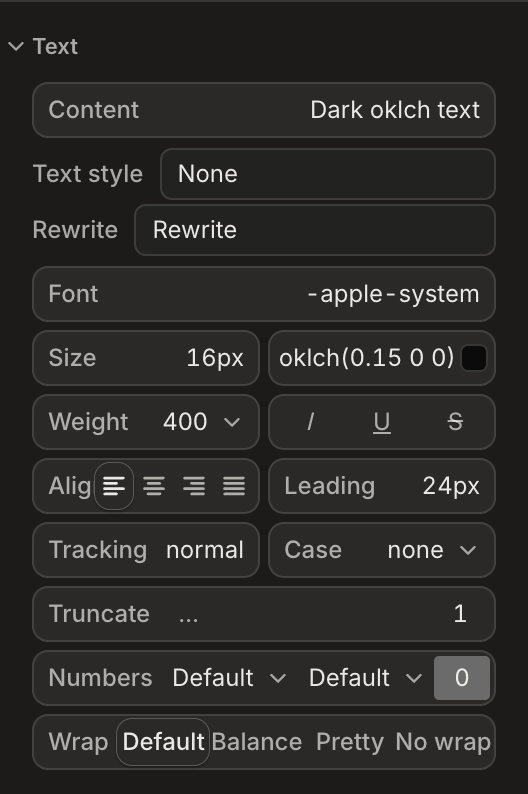 Text
Content Dark oklch text
Text style None
Rewrite Rewrite
Font -apple-system
Size 16px oklch(0.15 0 0)
Weight 400 I U S
Alig Leading 24px
Tracking normal Case none
Truncate ... 1
Numbers Default Default 0
Wrap Default Balance Pretty No wrap